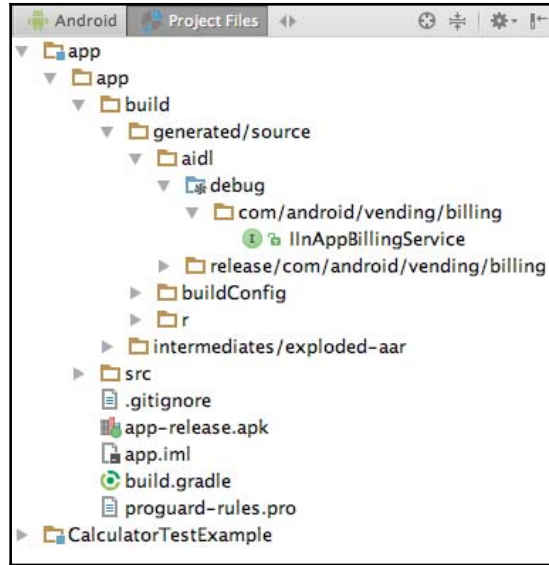 Android Project Files
app
app
build
generated/source
aidl
debug
com/android/vending/billing
I IInAppBillingService
release/com/android/vending/billing
buildConfig
r
intermediates/exploded-aar
src
.gitignore
app-release.apk
app.iml
build.gradle
proguard-rules.pro
CalculatorTestExample